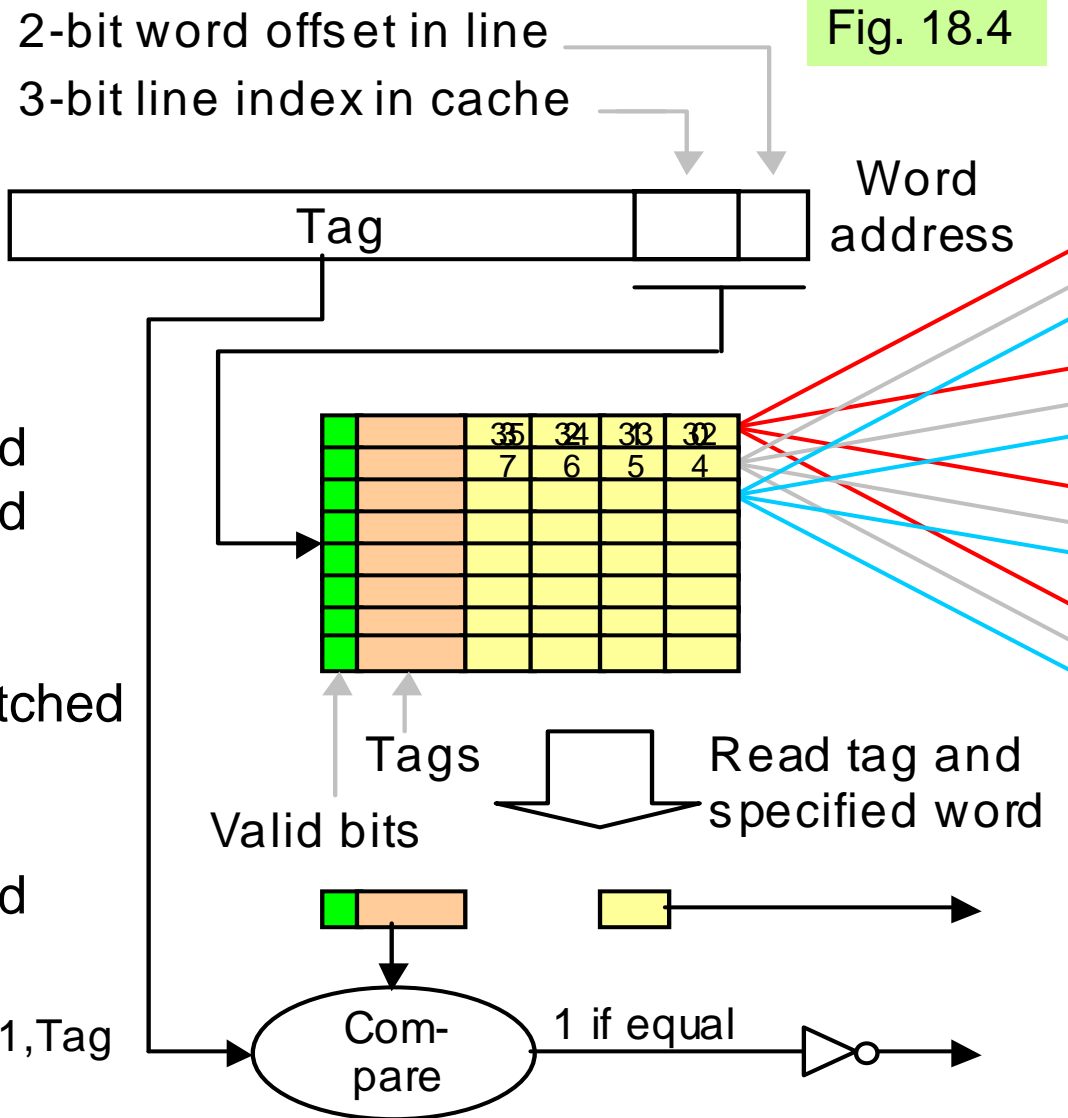 2-bit word offset in line
Fig. 18.4
3-bit line index in cache
Word
address
Tag
d
7 6 5 4
d
tched
Tags
Read tag and
specified word
Valid bits
d
1,Tag
Com-
pare
1 if equal